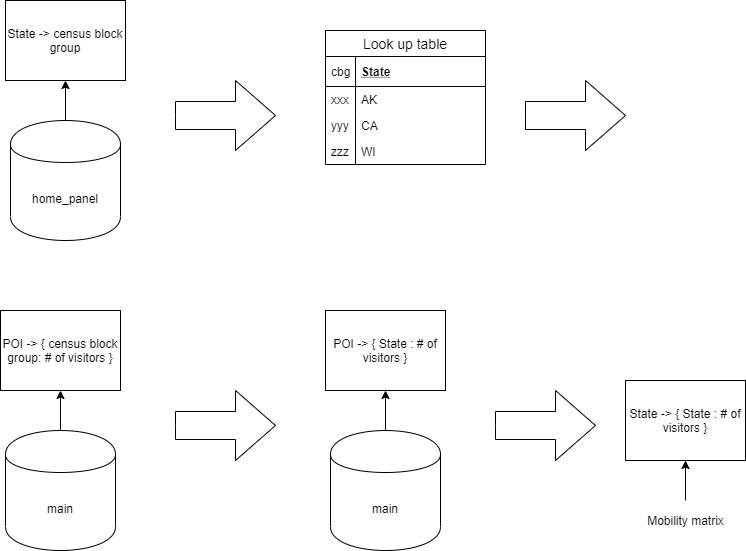 State -> census block
group
home_panel
Look up table
cbg State
xxx AK
yyy CA
zzz WI
POI -> { census block
group: # of visitors }
main
POI -> { State : # of
visitors }
main
State -> { State : # of
visitors }
Mobility matrix